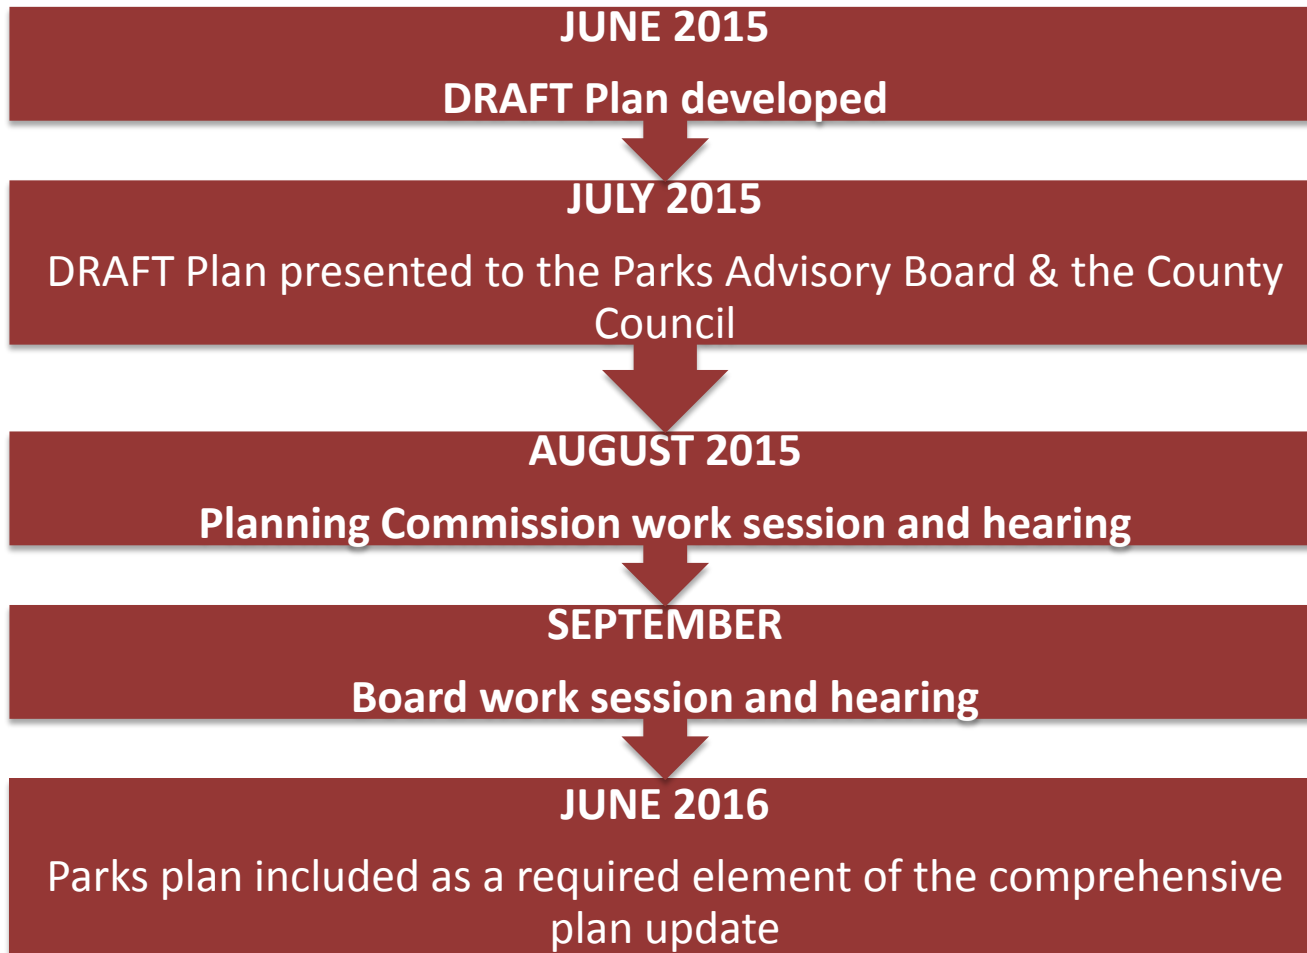 JUNE 2015
DRAFT Plan developed
JULY 2015
DRAFT Plan presented to the Parks Advisory Board & the County
Council
AUGUST 2015
Planning Commission work session and hearing
SEPTEMBER
Board work session and hearing
JUNE 2016
Parks plan included as a required element of the comprehensive
plan update